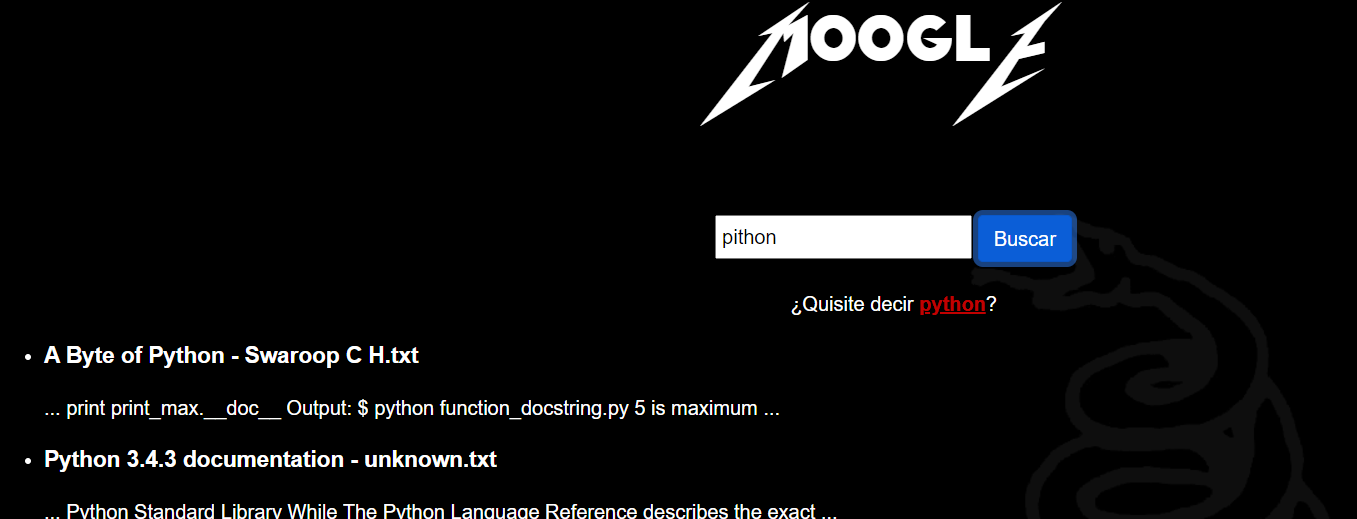 MOOGLE
pithon
Buscar
¿Quisite decir python?
A Byte of Python - Swaroop C H.txt
... print print_max.__doc__ Output: $ python function_docstring.py 5 is maximum ...
Python 3.4.3 documentation - unknown.txt
... Python Standard Library While The Python Language Reference describes the exact ...